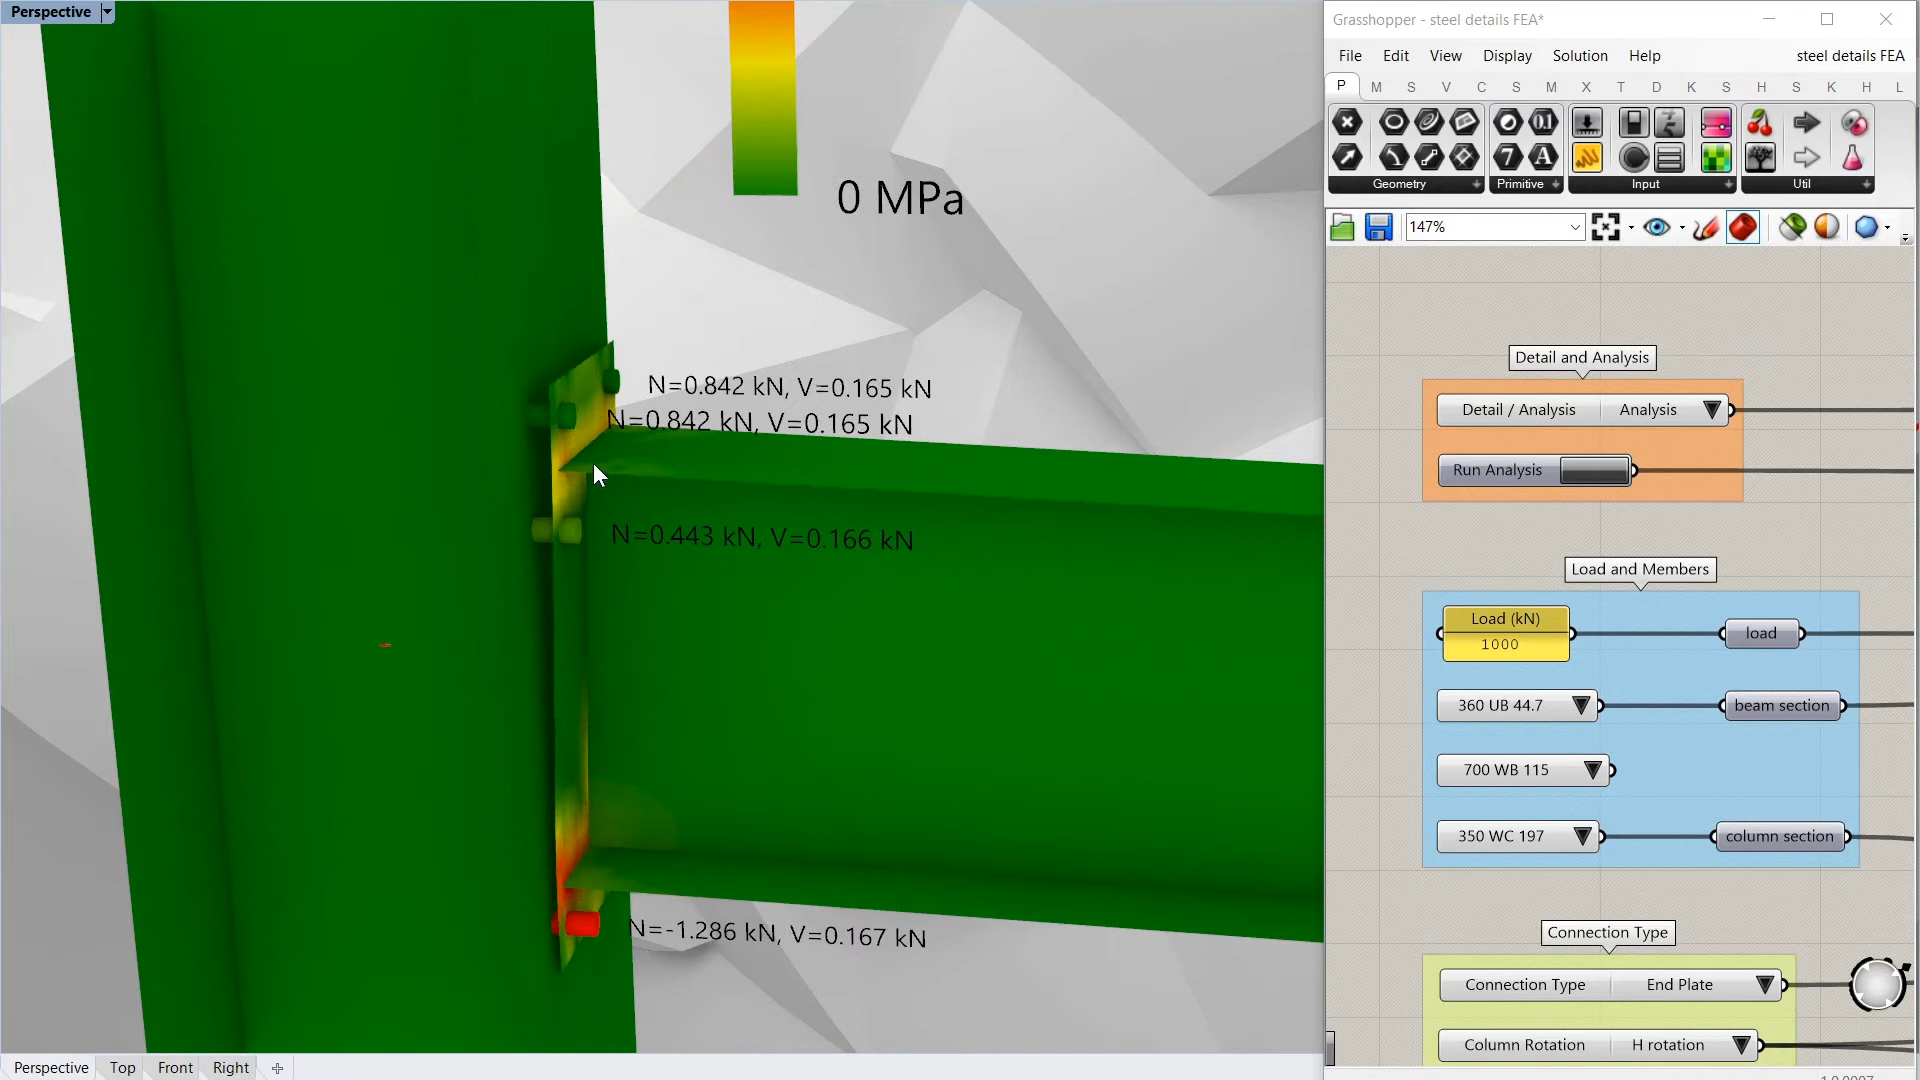 Perspective
0 MPa
N=0.842 kN, V=0.165 kN
N=0.842 kN, V=0.165 kN
N=0.443 kN, V=0.166 kN
N=-1.286 kN, V=0.167 kN
Perspective Top Front Right
Grasshopper - steel details FEA*
File Edit View Display Solution Help steel details FEA
P M S V C S M X T D K S H S K H L
Geometry Primitive Input Util
147%
Detail and Analysis
Detail / Analysis Analysis
Run Analysis
Load and Members
Load (kN)
1000
load
360 UB 44.7
beam section
700 WB 115
350 WC 197
column section
Connection Type
Connection Type End Plate
Column Rotation H rotation